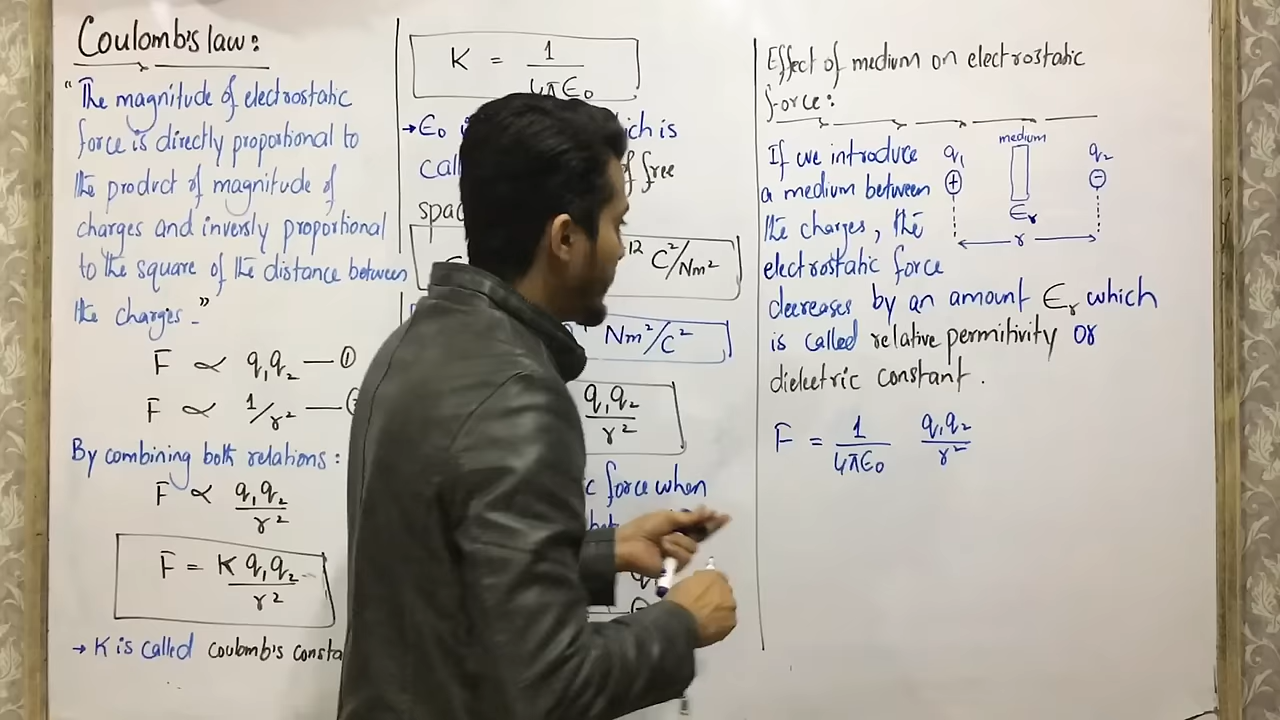 Coulomb's law:
"The magnitude of electrostatic
force is directly proportional to
the product of magnitude of
charges and inversly proportional
to the square of the distance between
the charges."
F ∝ q₁q₂ — ①
F ∝ 1/r² —
By combining both relations:
F ∝ q₁q₂/r²
F = K q₁q₂/r²
→ K is called coulomb's
K = 1/4πϵ₀
→ ϵ₀
is
of free
12 C²/Nm²
Nm²/C²
q₁q₂/r²
force when
Effect of medium on electrostatic
force:
If we introduce
a medium between
the charges, the
electrostatic force
decreases by an amount ϵᵣ which
is called relative permitivity or
dielectric constant.
medium
q₁ q₂
+ −
ϵᵣ
r
F = 1/4πϵ₀ q₁q₂/r²